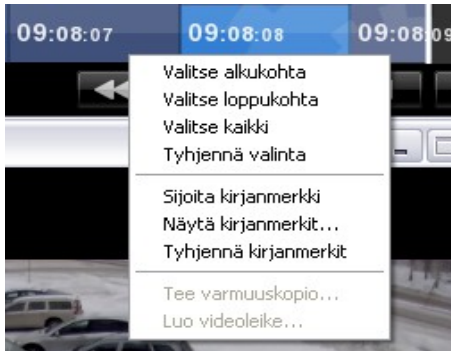 09:08:07 09:08:08 09:08:09
Valitse alkukohta
Valitse loppukohta
Valitse kaikki
Tyhjennä valinta
Sijoita kirjanmerkki
Näytä kirjanmerkit...
Tyhjennä kirjanmerkit
Tee varmuuskopio...
Luo videoleike...